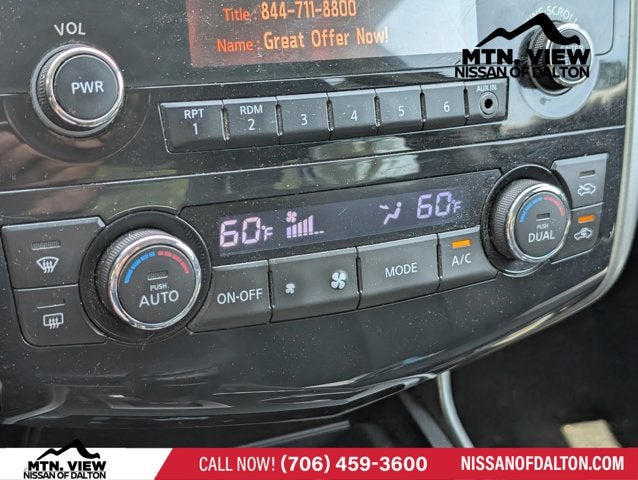 Title 844-711-8800
Name: Great Offer Now!
MTN. VIEW
NISSAN OF DALTON
VOL
PWR
RPT 1
RDM 2
3
4
5
6
AUX IN
60°F
60°F
PUSH
AUTO
ON-OFF
MODE
A/C
PUSH
DUAL
MTN. VIEW
NISSAN OF DALTON
CALL NOW! (706) 459-3600
NISSANOFDALTON.COM